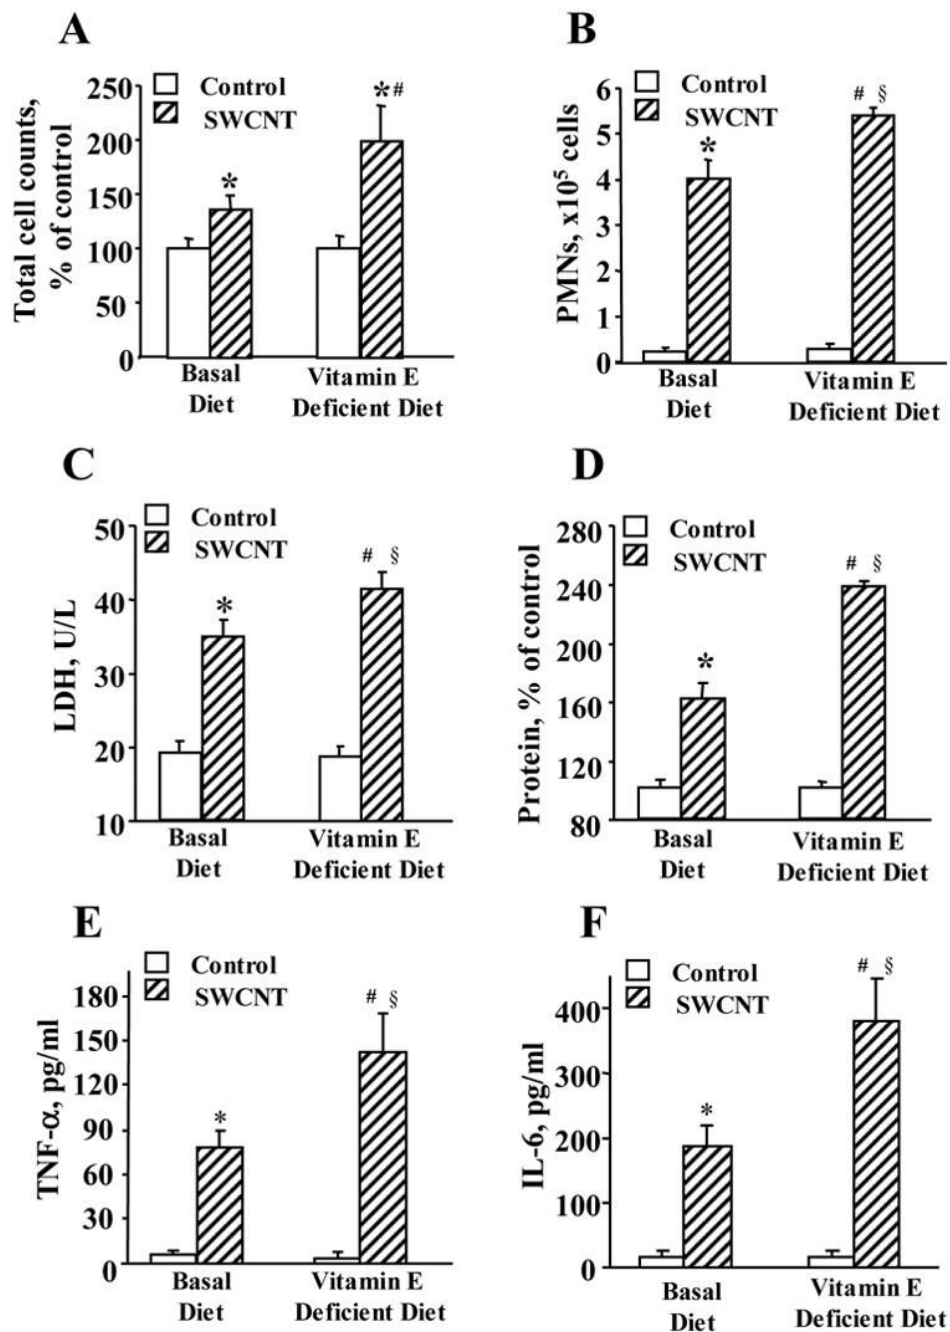 A
Control
SWCNT
Total cell counts,
% of control
250
200
150
100
50
0
*
*#
Basal
Diet
Vitamin E
Deficient Diet
B
Control
SWCNT
PMNs, x10⁵ cells
6
5
4
3
2
1
0
*
# §
Basal
Diet
Vitamin E
Deficient Diet
C
Control
SWCNT
LDH, U/L
50
40
30
20
10
*
# §
Basal
Diet
Vitamin E
Deficient Diet
D
Control
SWCNT
Protein, % of control
280
240
200
160
120
80
*
# §
Basal
Diet
Vitamin E
Deficient Diet
E
Control
SWCNT
TNF-α, pg/ml
180
150
120
90
60
30
0
*
# §
Basal
Diet
Vitamin E
Deficient Diet
F
Control
SWCNT
IL-6, pg/ml
400
300
200
100
0
*
# §
Basal
Diet
Vitamin E
Deficient Diet